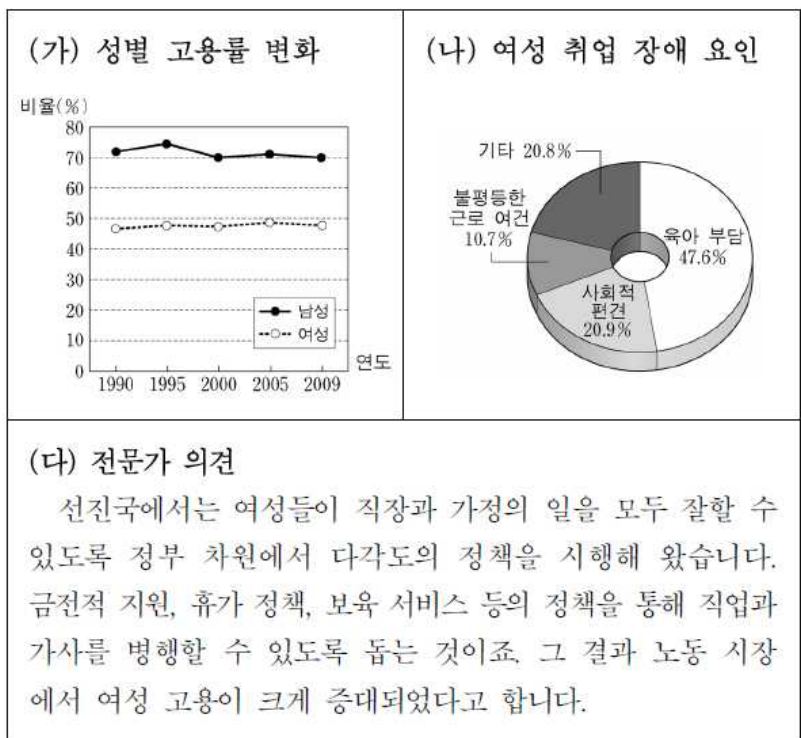 (가) 성별 고용률 변화
비율(%)
80
70
60
50
40
30
20
10
0
남성
여성
연도
1990 1995 2000 2005 2009
(나) 여성 취업 장애 요인
기타 20.8%
불평등한
근로 여건
10.7%
육아 부담
47.6%
사회적
편견
20.9%
(다) 전문가 의견
선진국에서는 여성들이 직장과 가정의 일을 모두 잘할 수
있도록 정부 차원에서 다각도의 정책을 시행해 왔습니다.
금전적 지원, 휴가 정책, 보육 서비스 등의 정책을 통해 직업과
가사를 병행할 수 있도록 돕는 것이죠. 그 결과 노동 시장
에서 여성 고용이 크게 증대되었다고 합니다.